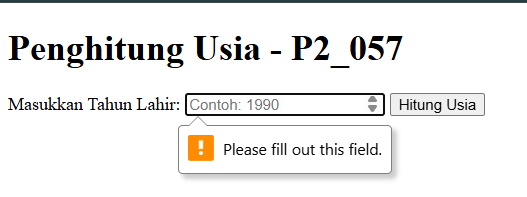 Penghitung Usia - P2_057
Masukkan Tahun Lahir: Contoh: 1990 Hitung Usia
Please fill out this field.